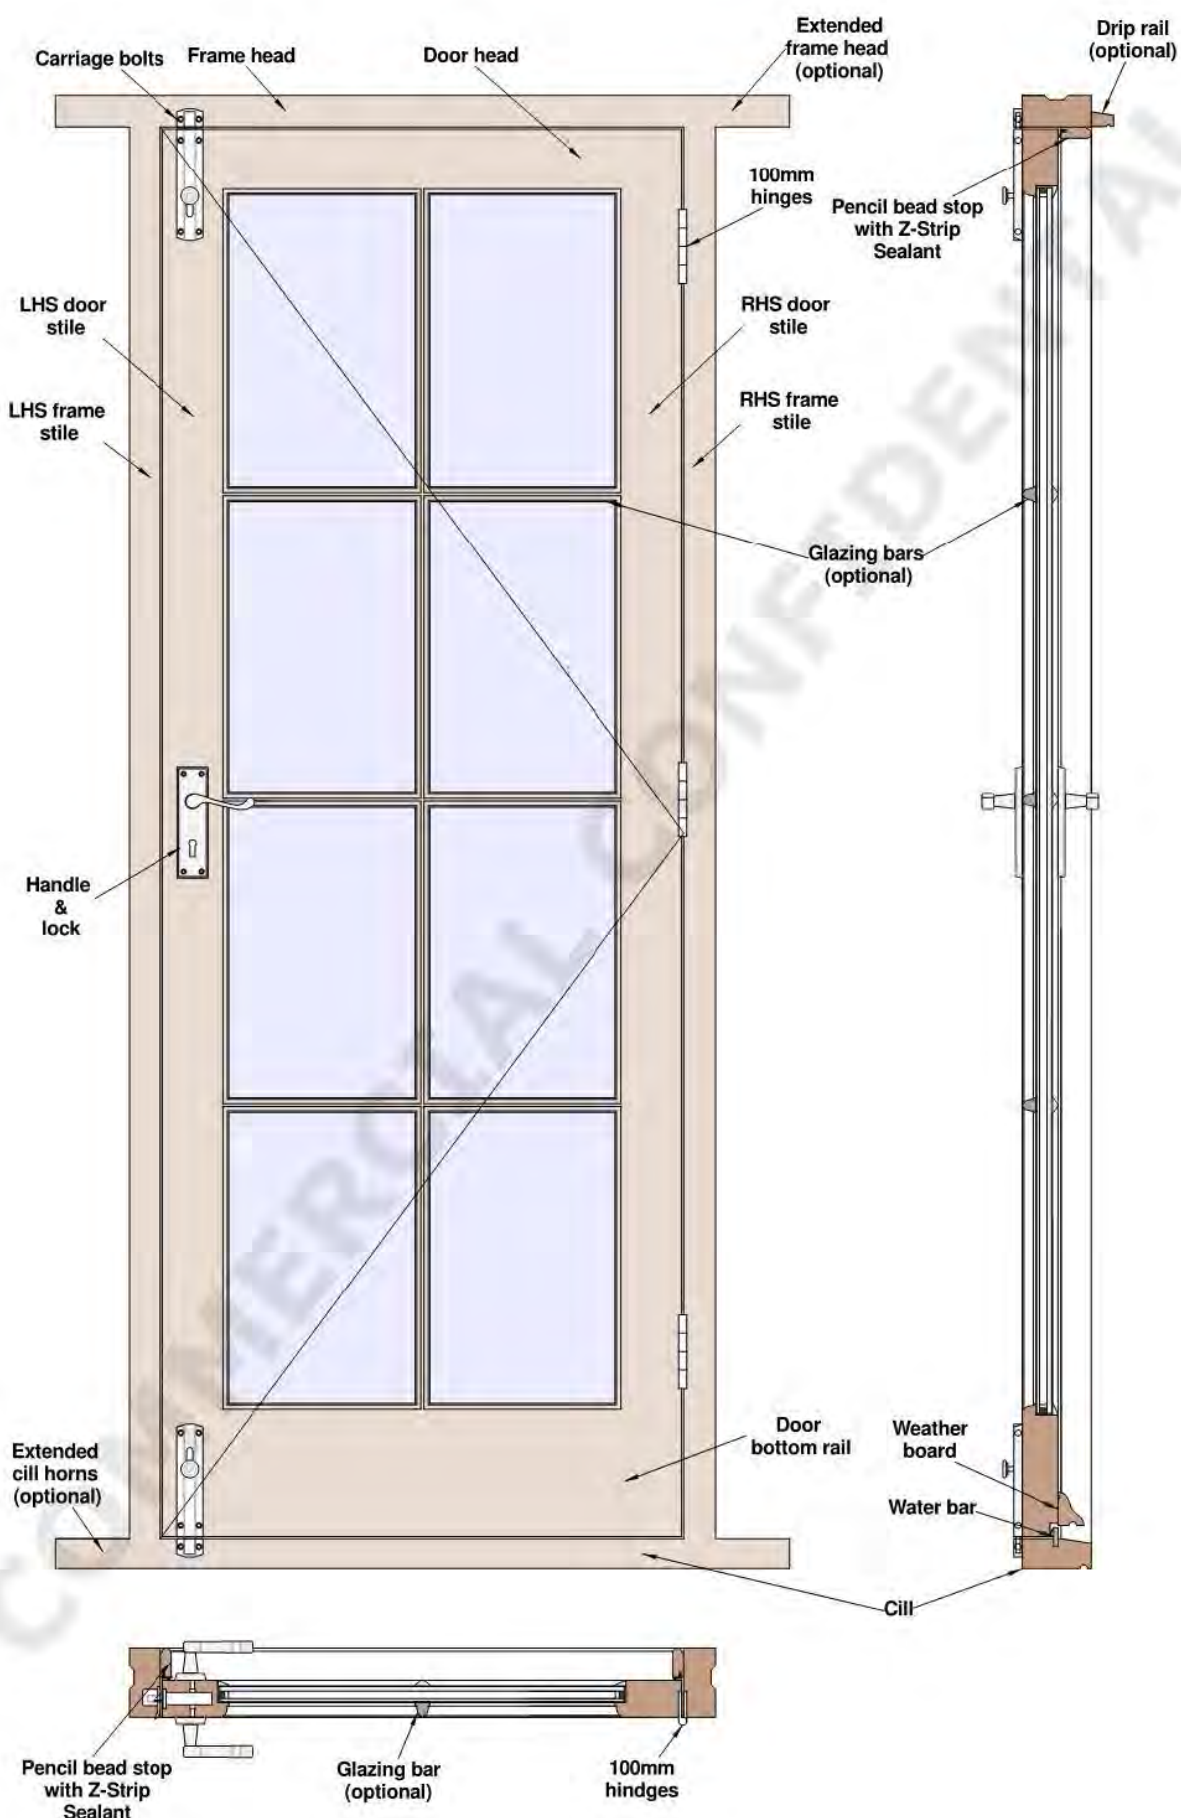 Carriage bolts
Frame head
Door head
Extended
frame head
(optional)
Drip rail
(optional)
100mm
hinges
Pencil bead stop
with Z-Strip
Sealant
LHS door
stile
RHS door
stile
LHS frame
stile
RHS frame
stile
Glazing bars
(optional)
Handle
&
lock
Extended
cill horns
(optional)
Door
bottom rail
Weather
board
Water bar
Cill
Pencil bead stop
with Z-Strip
Sealant
Glazing bar
(optional)
100mm
hindges
COMMERCIAL CONFIDENTAL